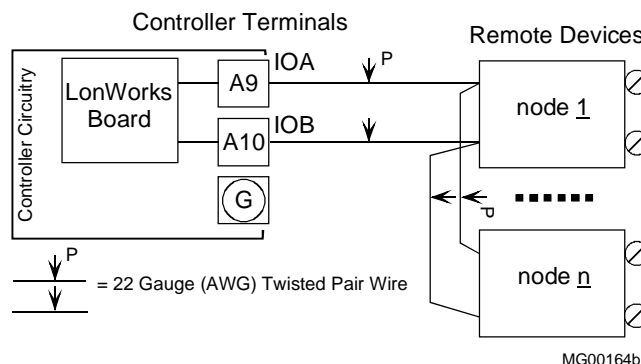 Controller Terminals
Remote Devices
Controller Circuitry
LonWorks
Board
A9
IOA
P
A10
IOB
G
node 1
P
node n
P
= 22 Gauge (AWG) Twisted Pair Wire
MG00164b